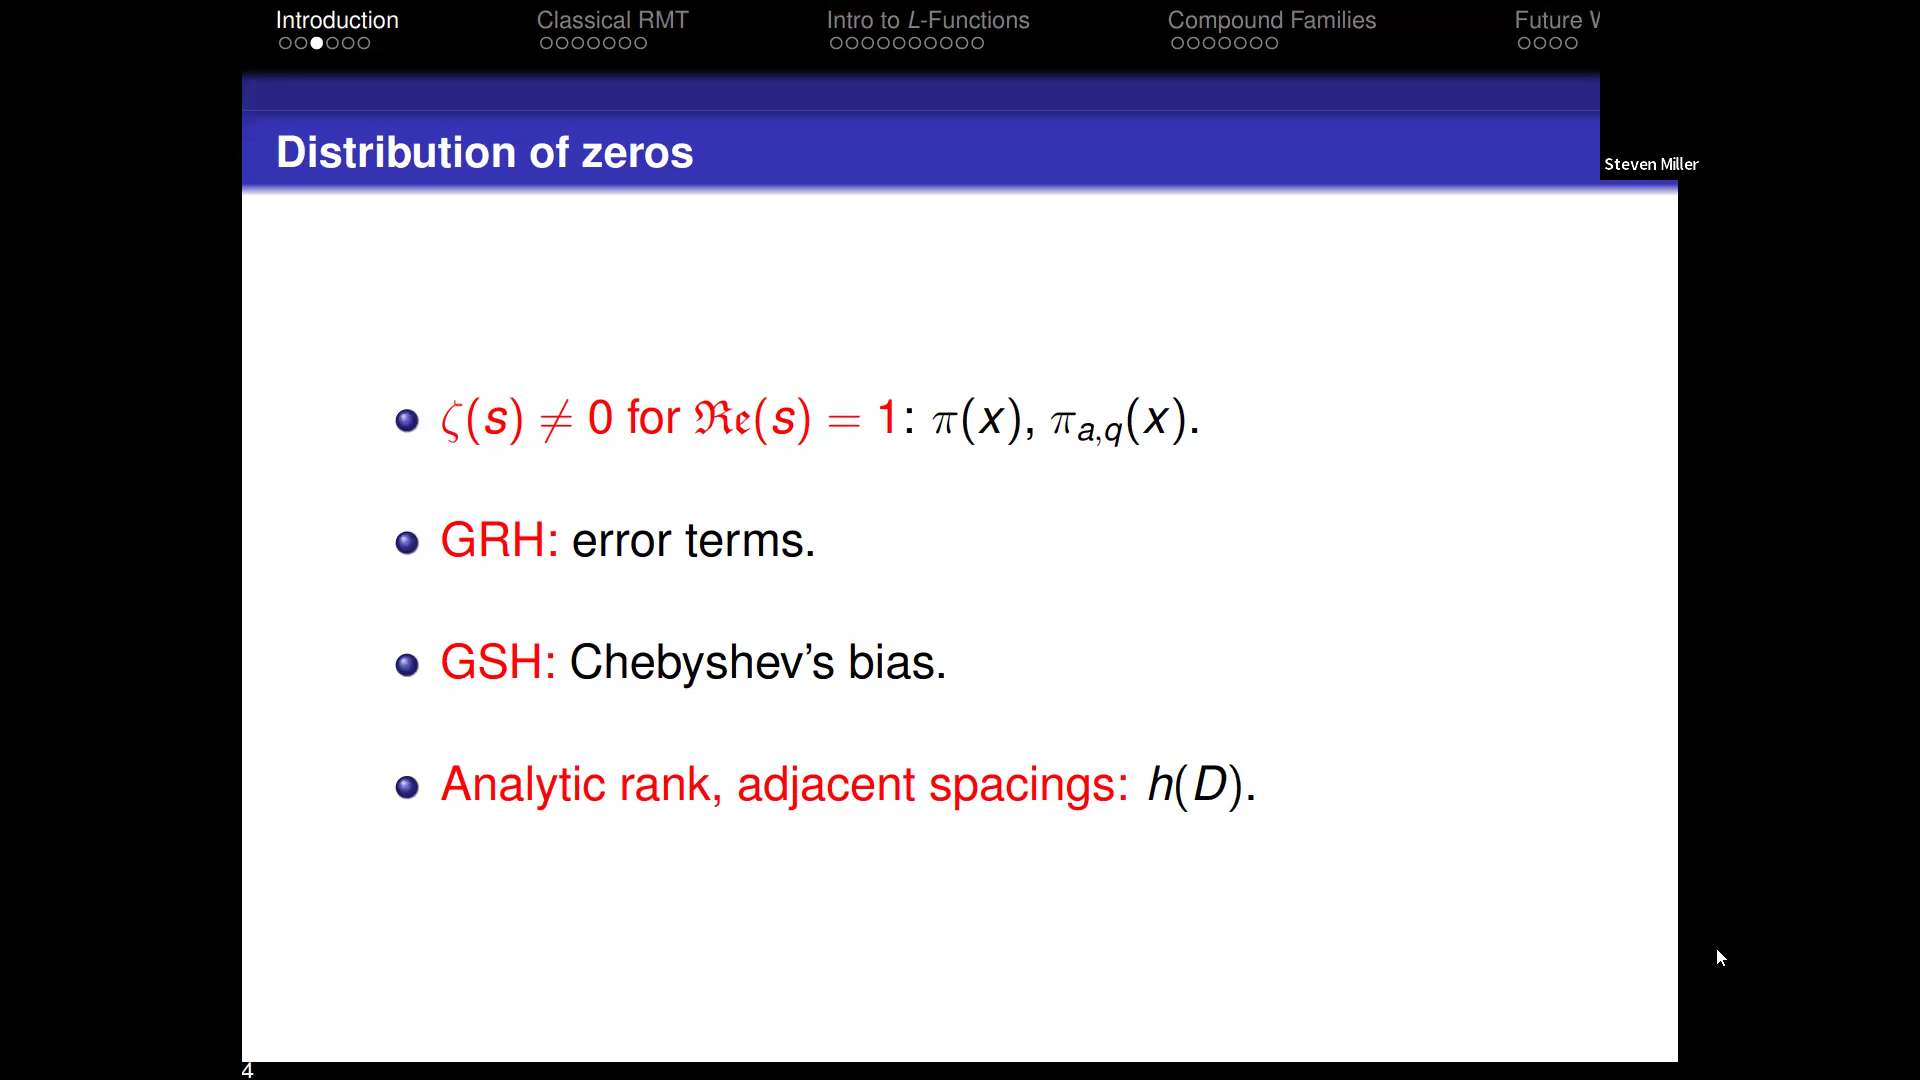 Introduction
Classical RMT
Intro to L-Functions
Compound Families
Future
Distribution of zeros
Steven Miller
ζ(s) ≠ 0 for ℜe(s) = 1: π(x), π_{a,q}(x).
GRH: error terms.
GSH: Chebyshev's bias.
Analytic rank, adjacent spacings: h(D).
4